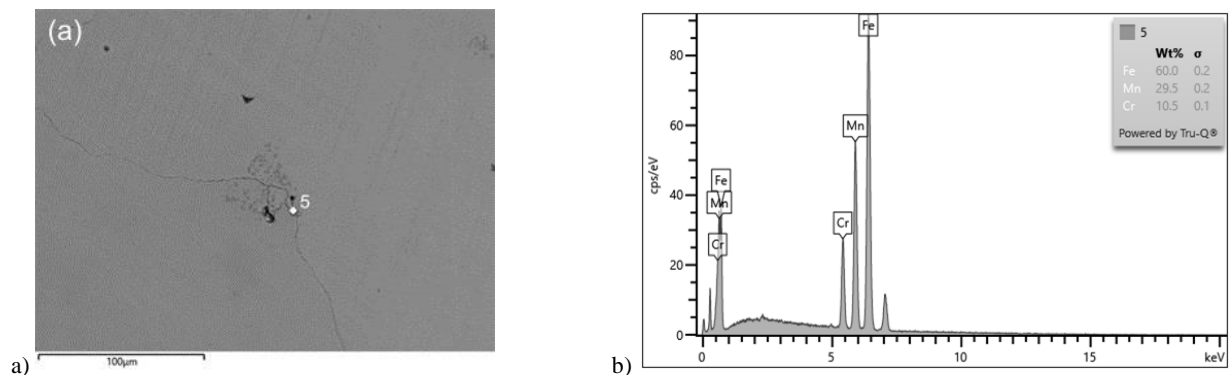 (a)
5
100μm
a)
b)
cps/eV
80
60
40
20
0
Fe
Mn
Cr
Cr
Mn
Fe
0
5
10
15
keV
5
Wt% σ
Fe 60.0 0.2
Mn 29.5 0.2
Cr 10.5 0.1
Powered by Tru-Q®